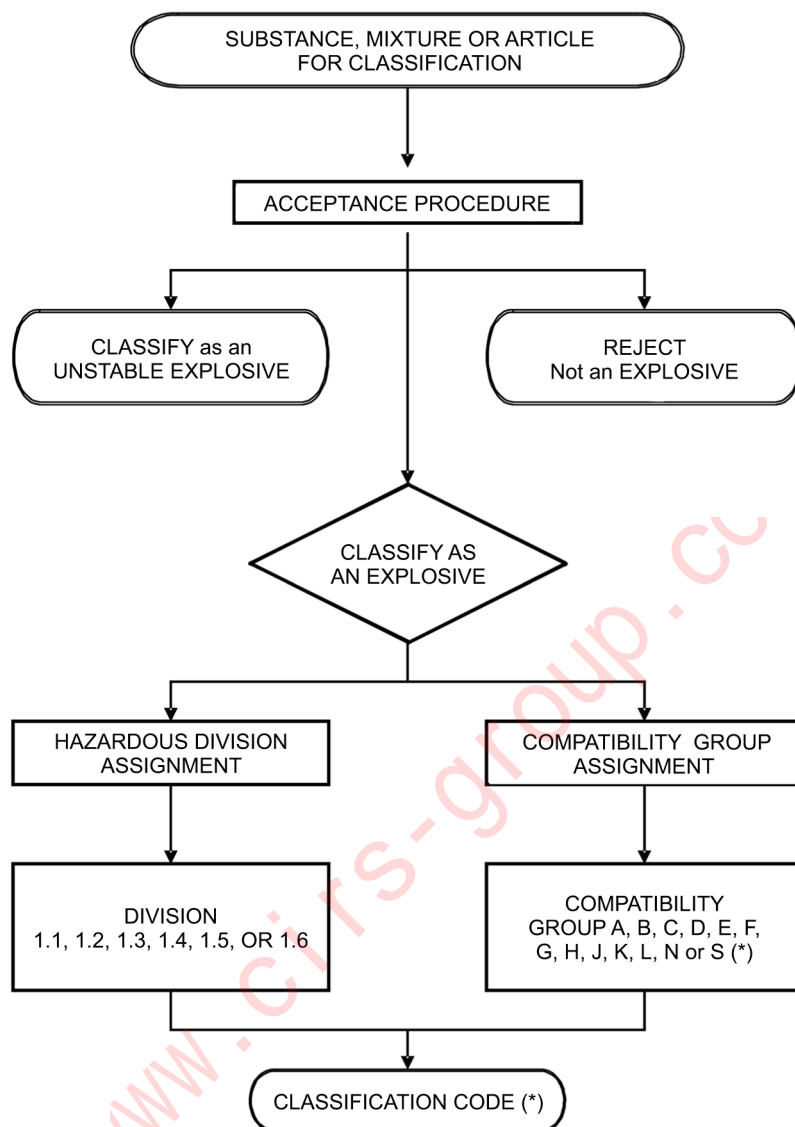 SUBSTANCE, MIXTURE OR ARTICLE
FOR CLASSIFICATION
ACCEPTANCE PROCEDURE
CLASSIFY as an
UNSTABLE EXPLOSIVE
REJECT
Not an EXPLOSIVE
CLASSIFY AS
AN EXPLOSIVE
HAZARDOUS DIVISION
ASSIGNMENT
COMPATIBILITY GROUP
ASSIGNMENT
DIVISION
1.1, 1.2, 1.3, 1.4, 1.5, OR 1.6
COMPATIBILITY
GROUP A, B, C, D, E, F,
G, H, J, K, L, N or S (*)
CLASSIFICATION CODE (*)
www.cirs-group.co